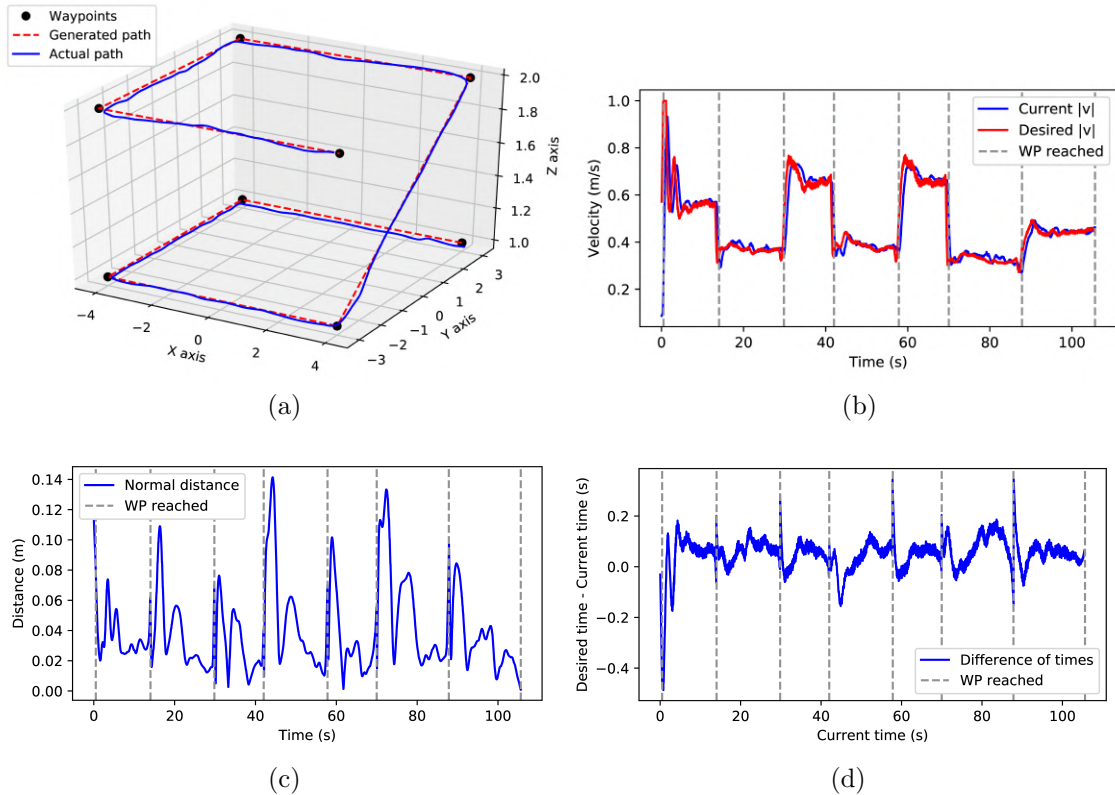 Waypoints
Generated path
Actual path
2.0
1.8
1.6
1.4
1.2
1.0
Z axis
−4
−2
0
2
4
X axis
−3
−2
−1
0
1
2
3
Y axis
(a)
1.0
0.8
0.6
0.4
0.2
Velocity (m/s)
Current |v|
Desired |v|
WP reached
0
20
40
60
80
100
Time (s)
(b)
0.14
0.12
0.10
0.08
0.06
0.04
0.02
0.00
Distance (m)
Normal distance
WP reached
0
20
40
60
80
100
Time (s)
(c)
0.2
0.0
−0.2
−0.4
Desired time - Current time (s)
Difference of times
WP reached
0
20
40
60
80
100
Current time (s)
(d)